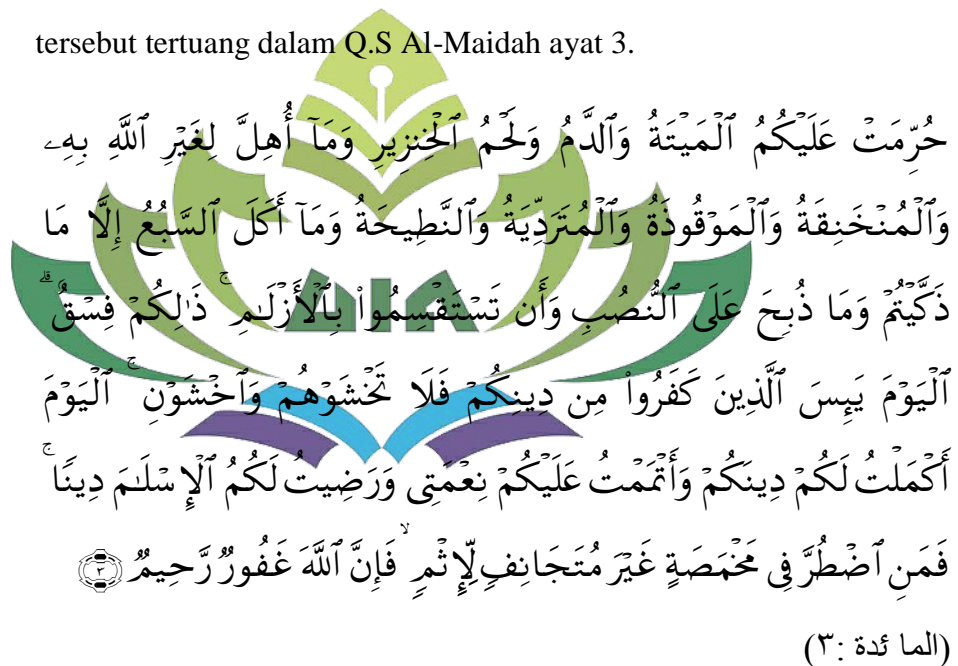 tersebut tertuang dalam Q.S Al-Maidah ayat 3.
حُرِّمَتْ عَلَيْكُمُ ٱلْمَيْتَةُ وَٱلدَّمُ وَلَحْمُ ٱلْخِنزِيرِ وَمَآ أُهِلَّ لِغَيْرِ ٱللَّهِ بِهِۦ
وَٱلْمُنْخَنِقَةُ وَٱلْمَوْقُوذَةُ وَٱلْمُتَرَدِّيَةُ وَٱلنَّطِيحَةُ وَمَآ أَكَلَ ٱلسَّبُعُ إِلَّا مَا
ذَكَّيْتُمْ وَمَا ذُبِحَ عَلَى ٱلنُّصُبِ وَأَن تَسْتَقْسِمُوا۟ بِٱلْأَزْلَـٰمِ ۚ ذَٰلِكُمْ فِسْقٌ ۗ
ٱلْيَوْمَ يَئِسَ ٱلَّذِينَ كَفَرُوا۟ مِن دِينِكُمْ فَلَا تَخْشَوْهُمْ وَٱخْشَوْنِ ۚ ٱلْيَوْمَ
أَكْمَلْتُ لَكُمْ دِينَكُمْ وَأَتْمَمْتُ عَلَيْكُمْ نِعْمَتِى وَرَضِيتُ لَكُمُ ٱلْإِسْلَـٰمَ دِينًا ۚ
فَمَنِ ٱضْطُرَّ فِى مَخْمَصَةٍ غَيْرَ مُتَجَانِفٍ لِّإِثْمٍ ۙ فَإِنَّ ٱللَّهَ غَفُورٌ رَّحِيمٌ ٣
(الما ئدة :٣)